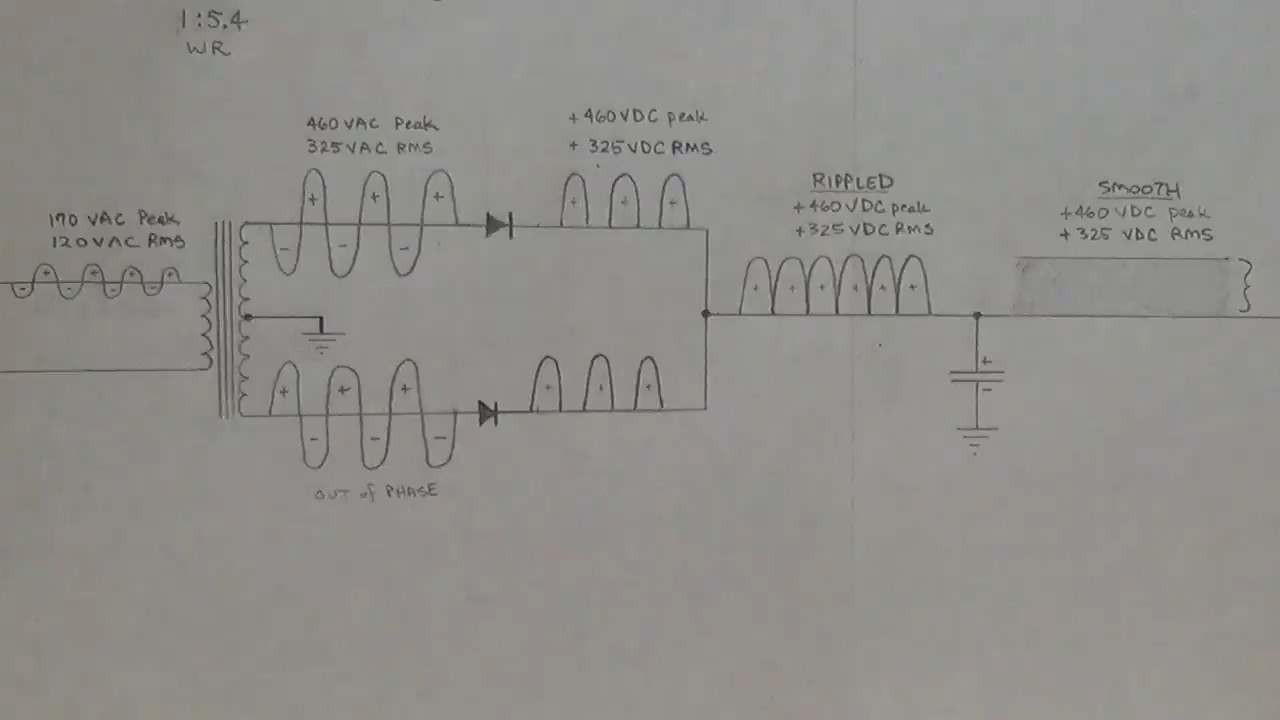 1:5.4
WR
460 VAC Peak
325 VAC RMS
+460 VDC peak
+ 325 VDC RMS
170 VAC Peak
120 VAC RMS
RIPPLED
+460 VDC peak
+325 VDC RMS
SMOOTH
+460 VDC peak
+ 325 VDC RMS
OUT of PHASE